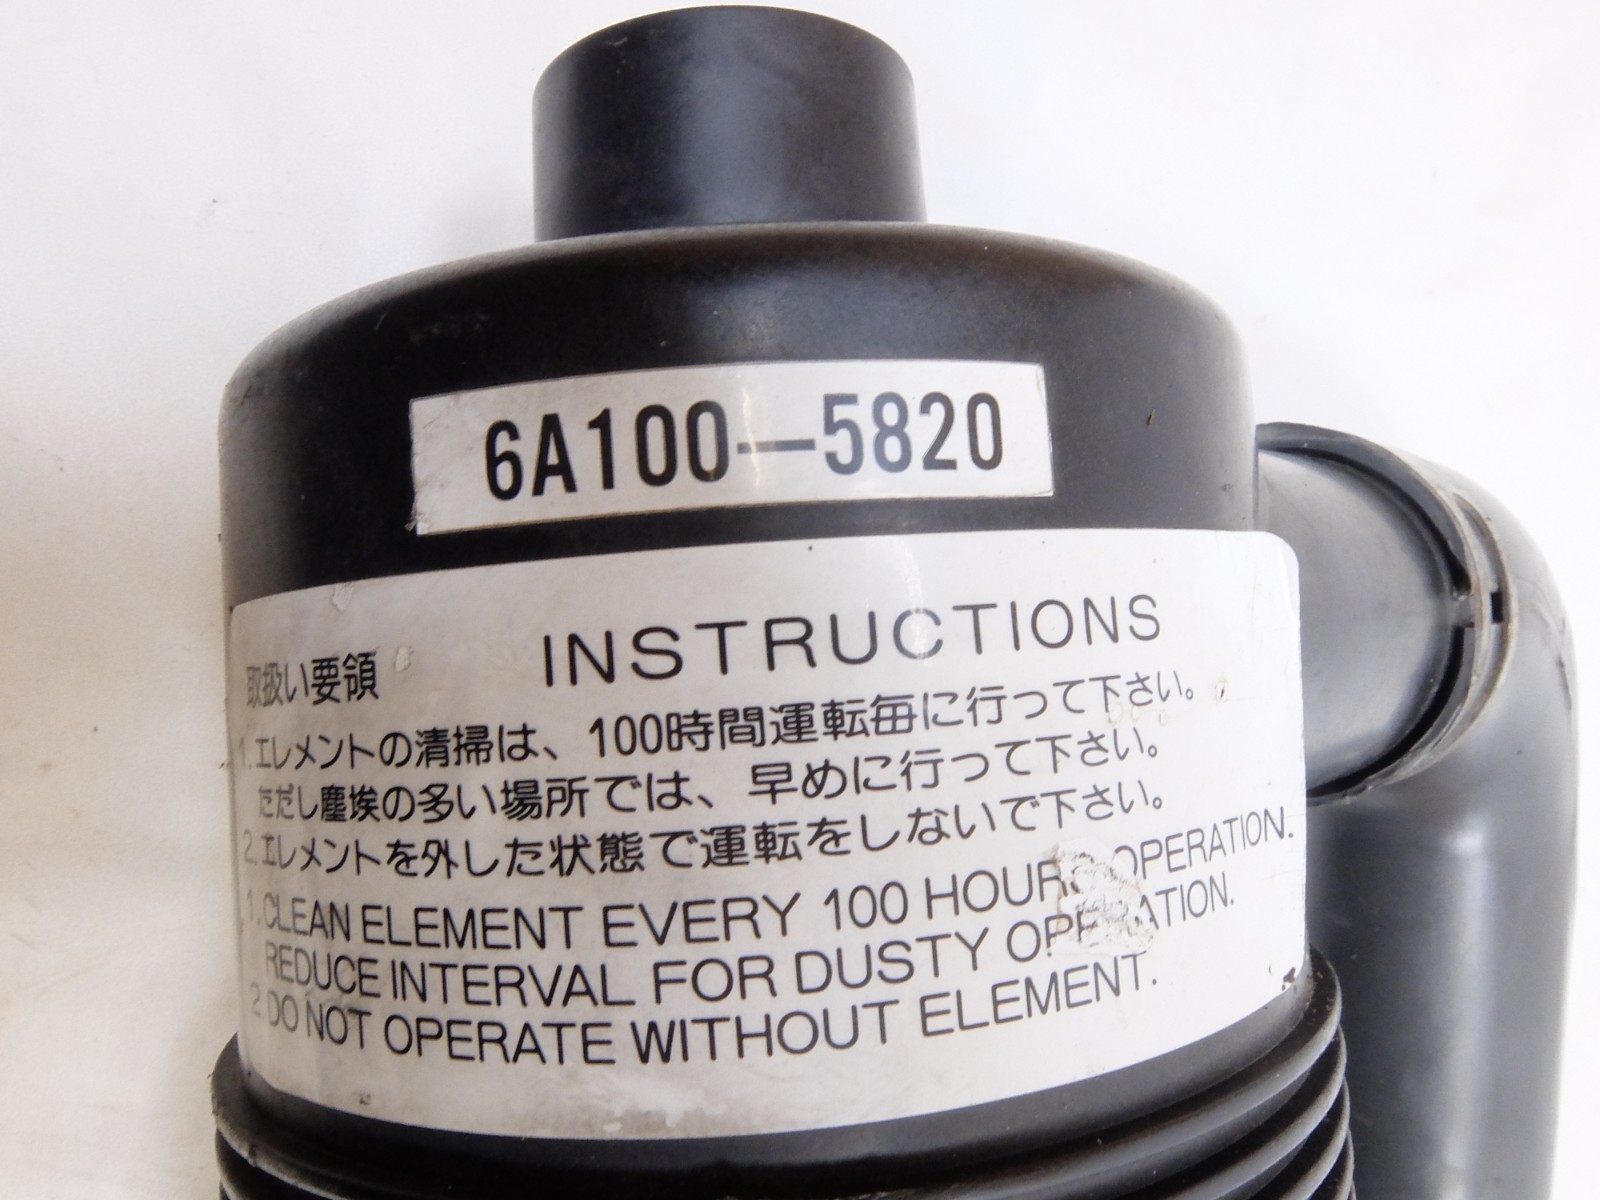 6A100—5820
INSTRUCTIONS
取扱い要領
1.エレメントの清掃は、100時間運転毎に行って下さい。
ただし塵埃の多い場所では、早めに行って下さい。
2.エレメントを外した状態で運転をしないで下さい。
1.CLEAN ELEMENT EVERY 100 HOURS OPERATION.
REDUCE INTERVAL FOR DUSTY OPERATION.
2.DO NOT OPERATE WITHOUT ELEMENT.